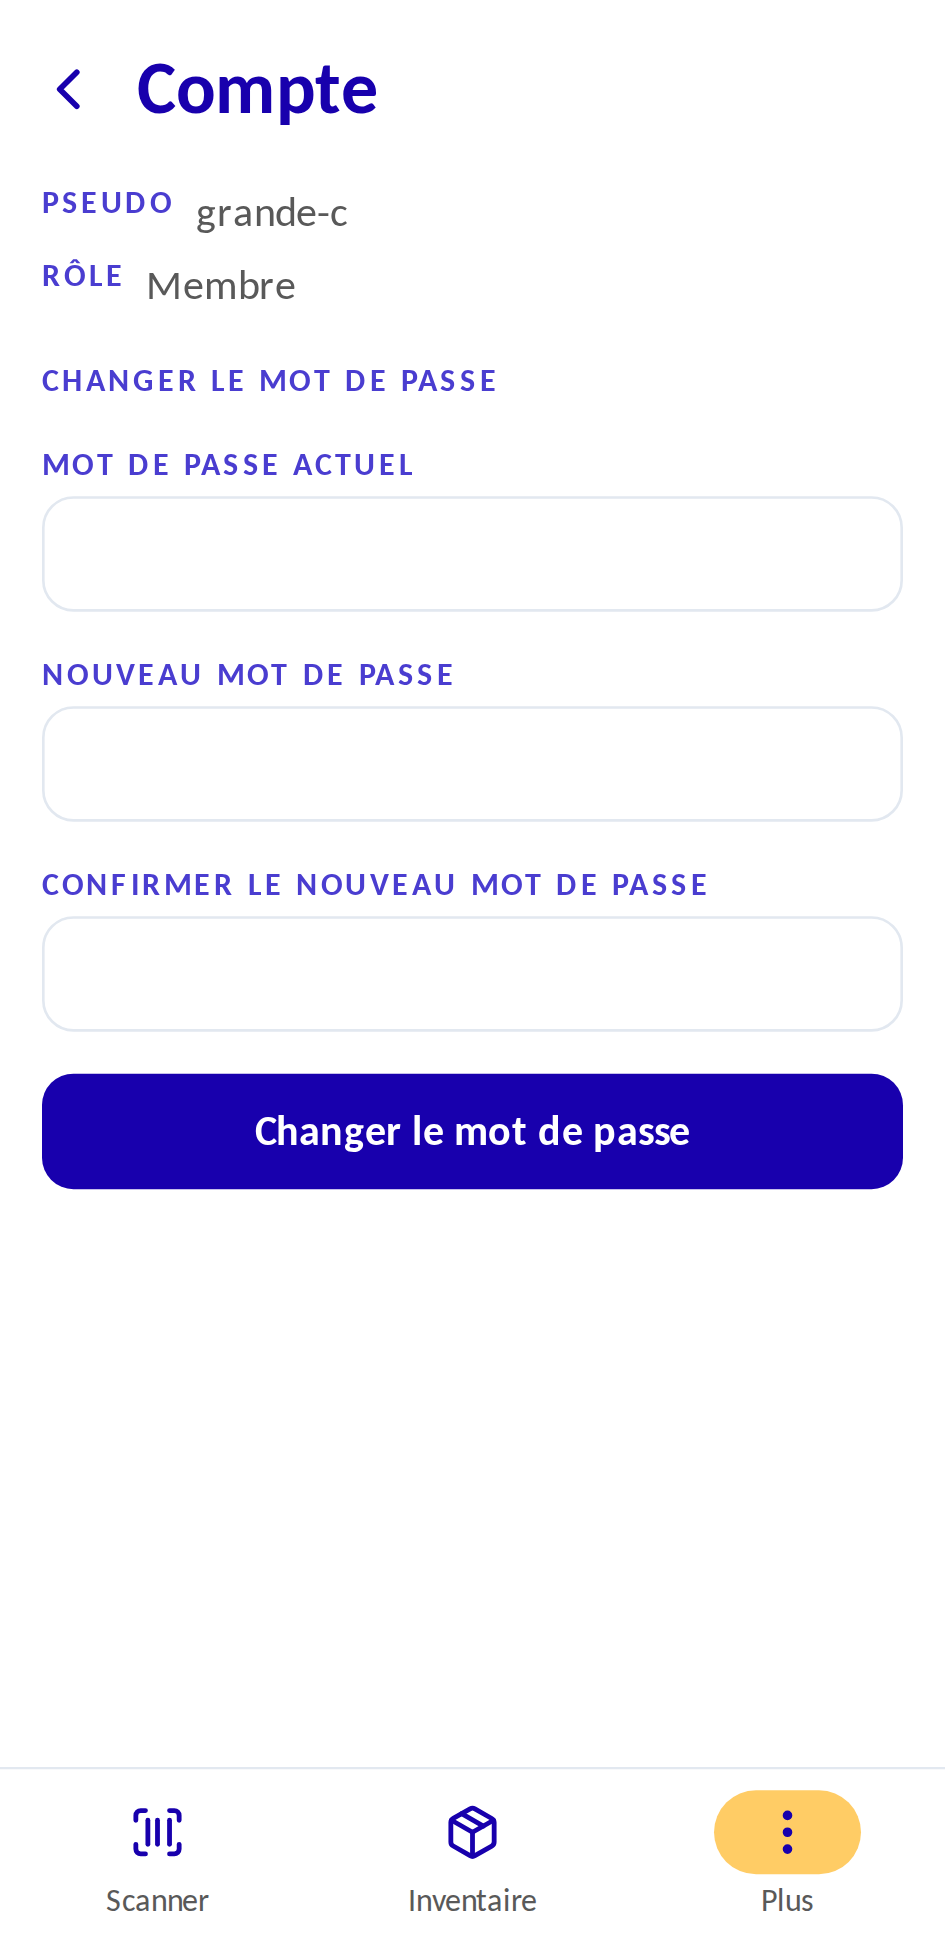 Compte
PSEUDO grande-c
RÔLE Membre
CHANGER LE MOT DE PASSE
MOT DE PASSE ACTUEL
NOUVEAU MOT DE PASSE
CONFIRMER LE NOUVEAU MOT DE PASSE
Changer le mot de passe
Scanner Inventaire Plus